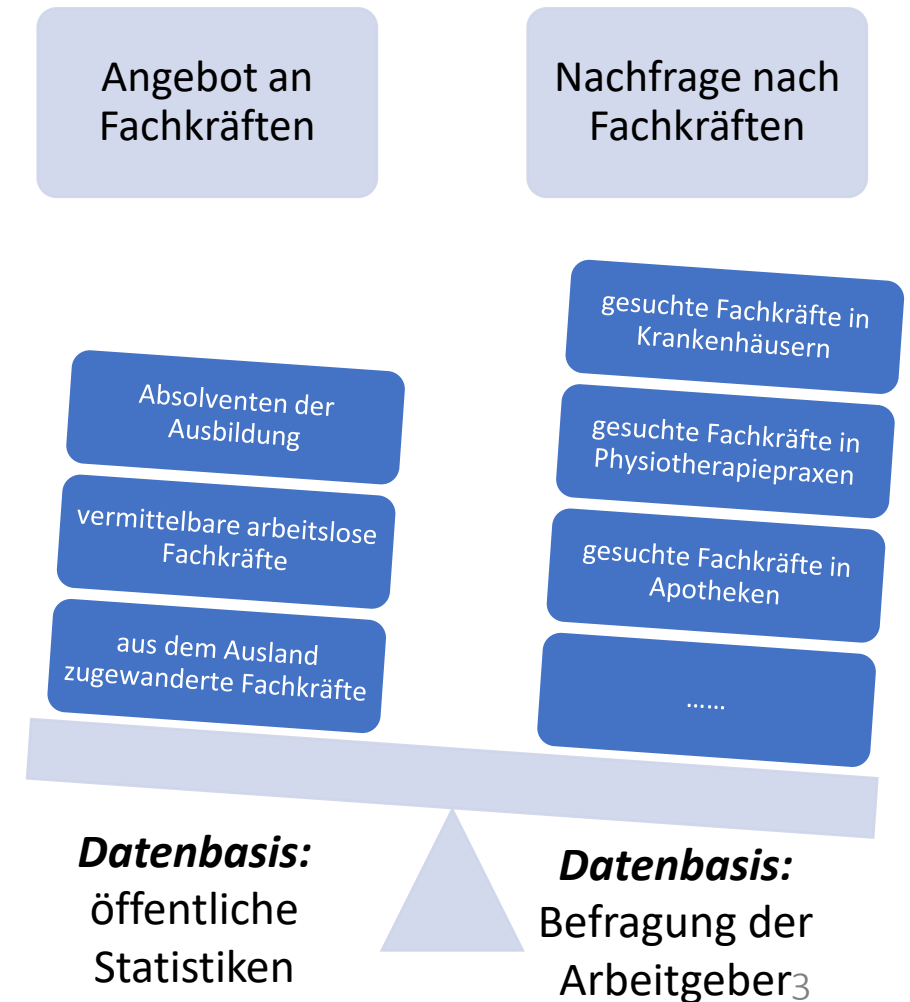 Angebot an
Fachkräften
Nachfrage nach
Fachkräften
Absolventen der
Ausbildung
vermittelbare arbeitslose
Fachkräfte
aus dem Ausland
zugewanderte Fachkräfte
gesuchte Fachkräfte in
Krankenhäusern
gesuchte Fachkräfte in
Physiotherapiepraxen
gesuchte Fachkräfte in
Apotheken
......
Datenbasis:
öffentliche
Statistiken
Datenbasis:
Befragung der
Arbeitgeber
3